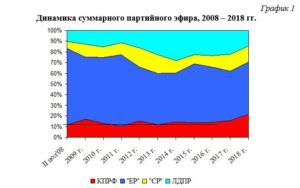 График 1
Динамика суммарного партийного эфира, 2008 – 2018 гг.
100%
90%
80%
70%
60%
50%
40%
30%
20%
10%
0%
II пол/08
2009 г.
2010 г.
2011 г.
2012 г.
2013 г.
2014 г.
2015 г.
2016 г.
2017 г.
2018 г.
КПРФ "ЕР" "СР" ЛДПР